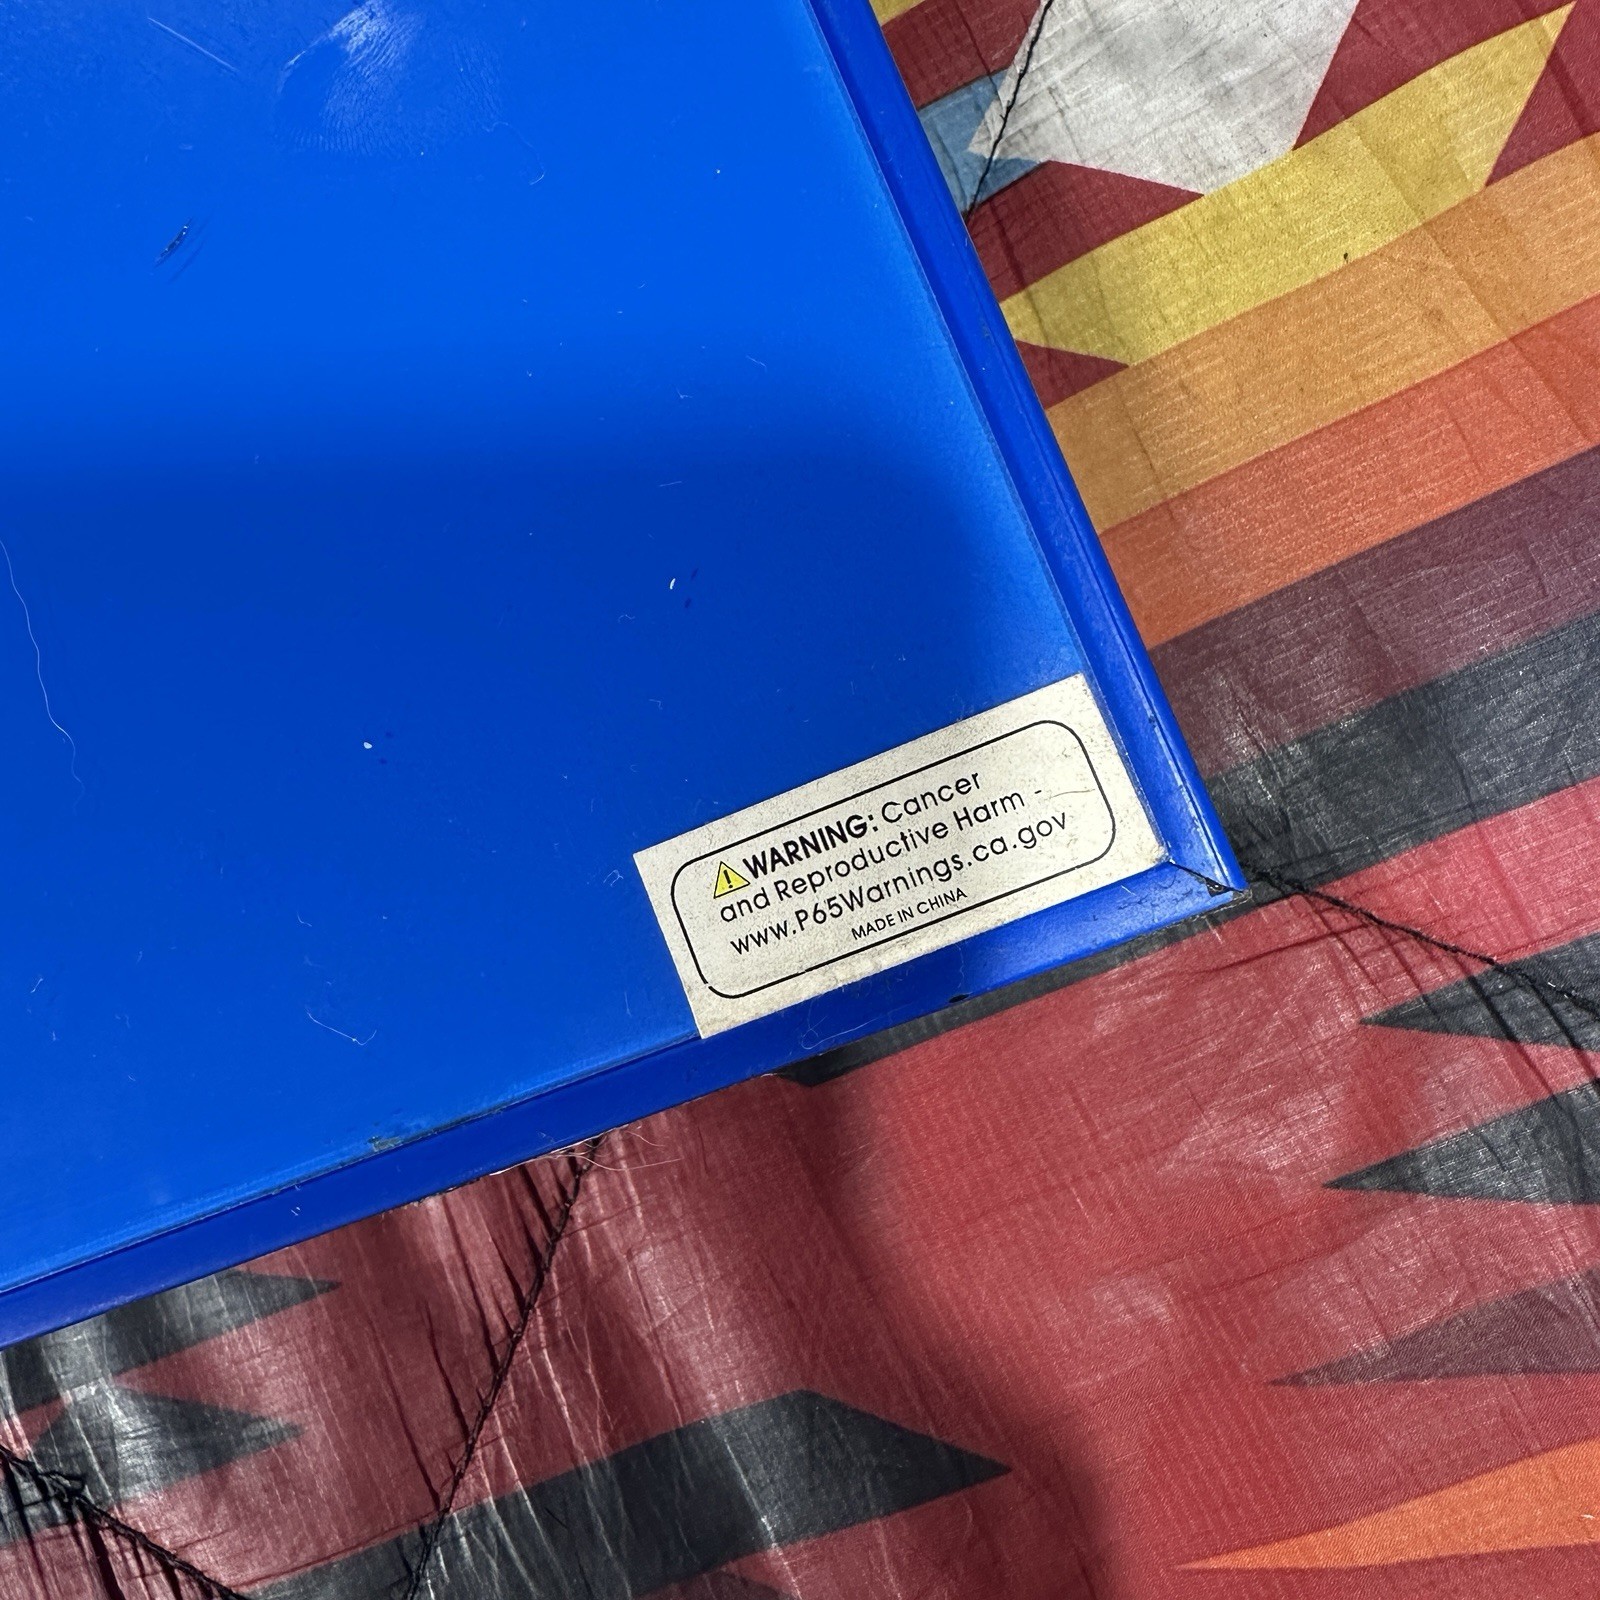 ⚠WARNING: Cancer
and Reproductive Harm -
www.P65Warnings.ca.gov
MADE IN CHINA